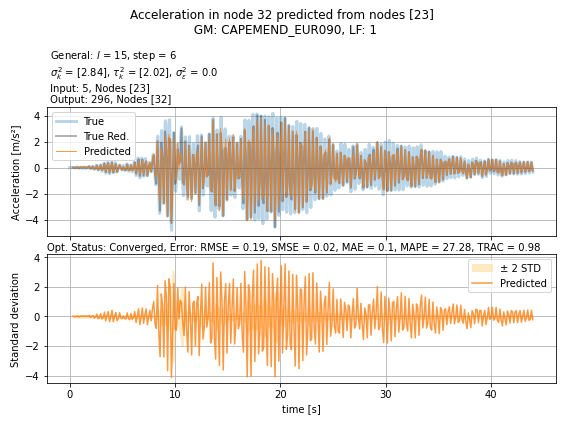 Acceleration in node 32 predicted from nodes [23]
GM: CAPEMEND_EUR090, LF: 1
General: l = 15, step = 6
σ_k^2 = [2.84], τ_k^2 = [2.02], σ_ε^2 = 0.0
Input: 5, Nodes [23]
Output: 296, Nodes [32]
Acceleration [m/s²]
4
2
0
−2
−4
True
True Red.
Predicted
Opt. Status: Converged, Error: RMSE = 0.19, SMSE = 0.02, MAE = 0.1, MAPE = 27.28, TRAC = 0.98
Standard deviation
4
2
0
−2
−4
± 2 STD
Predicted
0 10 20 30 40
time [s]